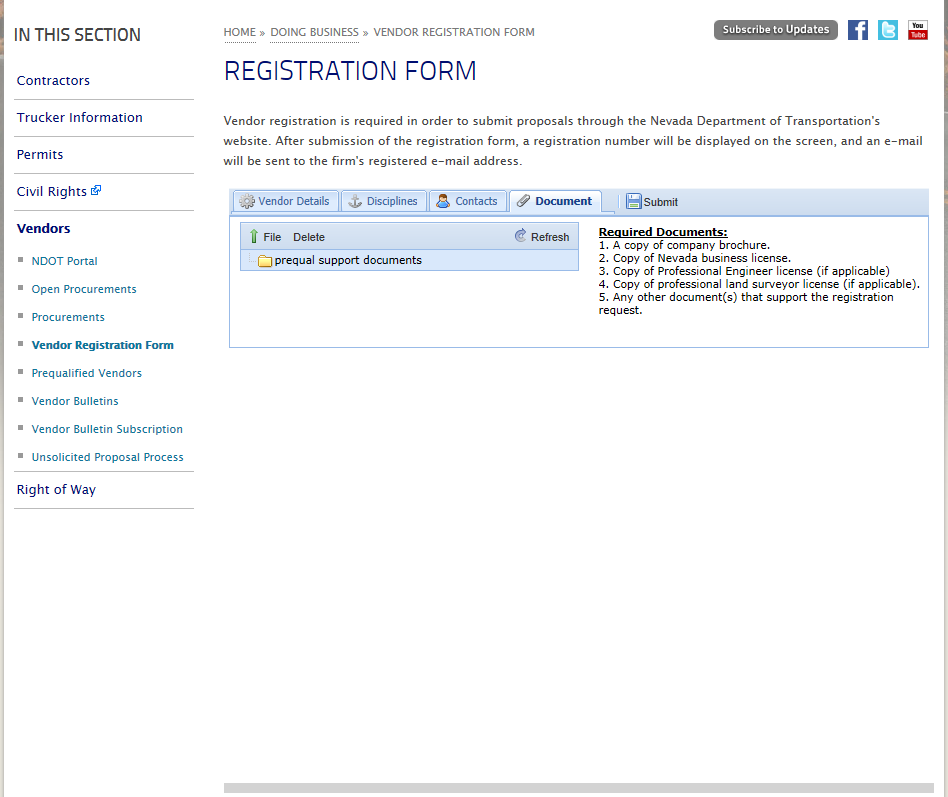 IN THIS SECTION
Contractors
Trucker Information
Permits
Civil Rights
Vendors
NDOT Portal
Open Procurements
Procurements
Vendor Registration Form
Prequalified Vendors
Vendor Bulletins
Vendor Bulletin Subscription
Unsolicited Proposal Process
Right of Way
HOME » DOING BUSINESS » VENDOR REGISTRATION FORM
Subscribe to Updates
f
t
You
Tube
REGISTRATION FORM
Vendor registration is required in order to submit proposals through the Nevada Department of Transportation's
website. After submission of the registration form, a registration number will be displayed on the screen, and an e-mail
will be sent to the firm's registered e-mail address.
Vendor Details Disciplines Contacts Document Submit
File Delete Refresh
prequal support documents
Required Documents:
1. A copy of company brochure.
2. Copy of Nevada business license.
3. Copy of Professional Engineer license (if applicable)
4. Copy of professional land surveyor license (if applicable).
5. Any other document(s) that support the registration
request.